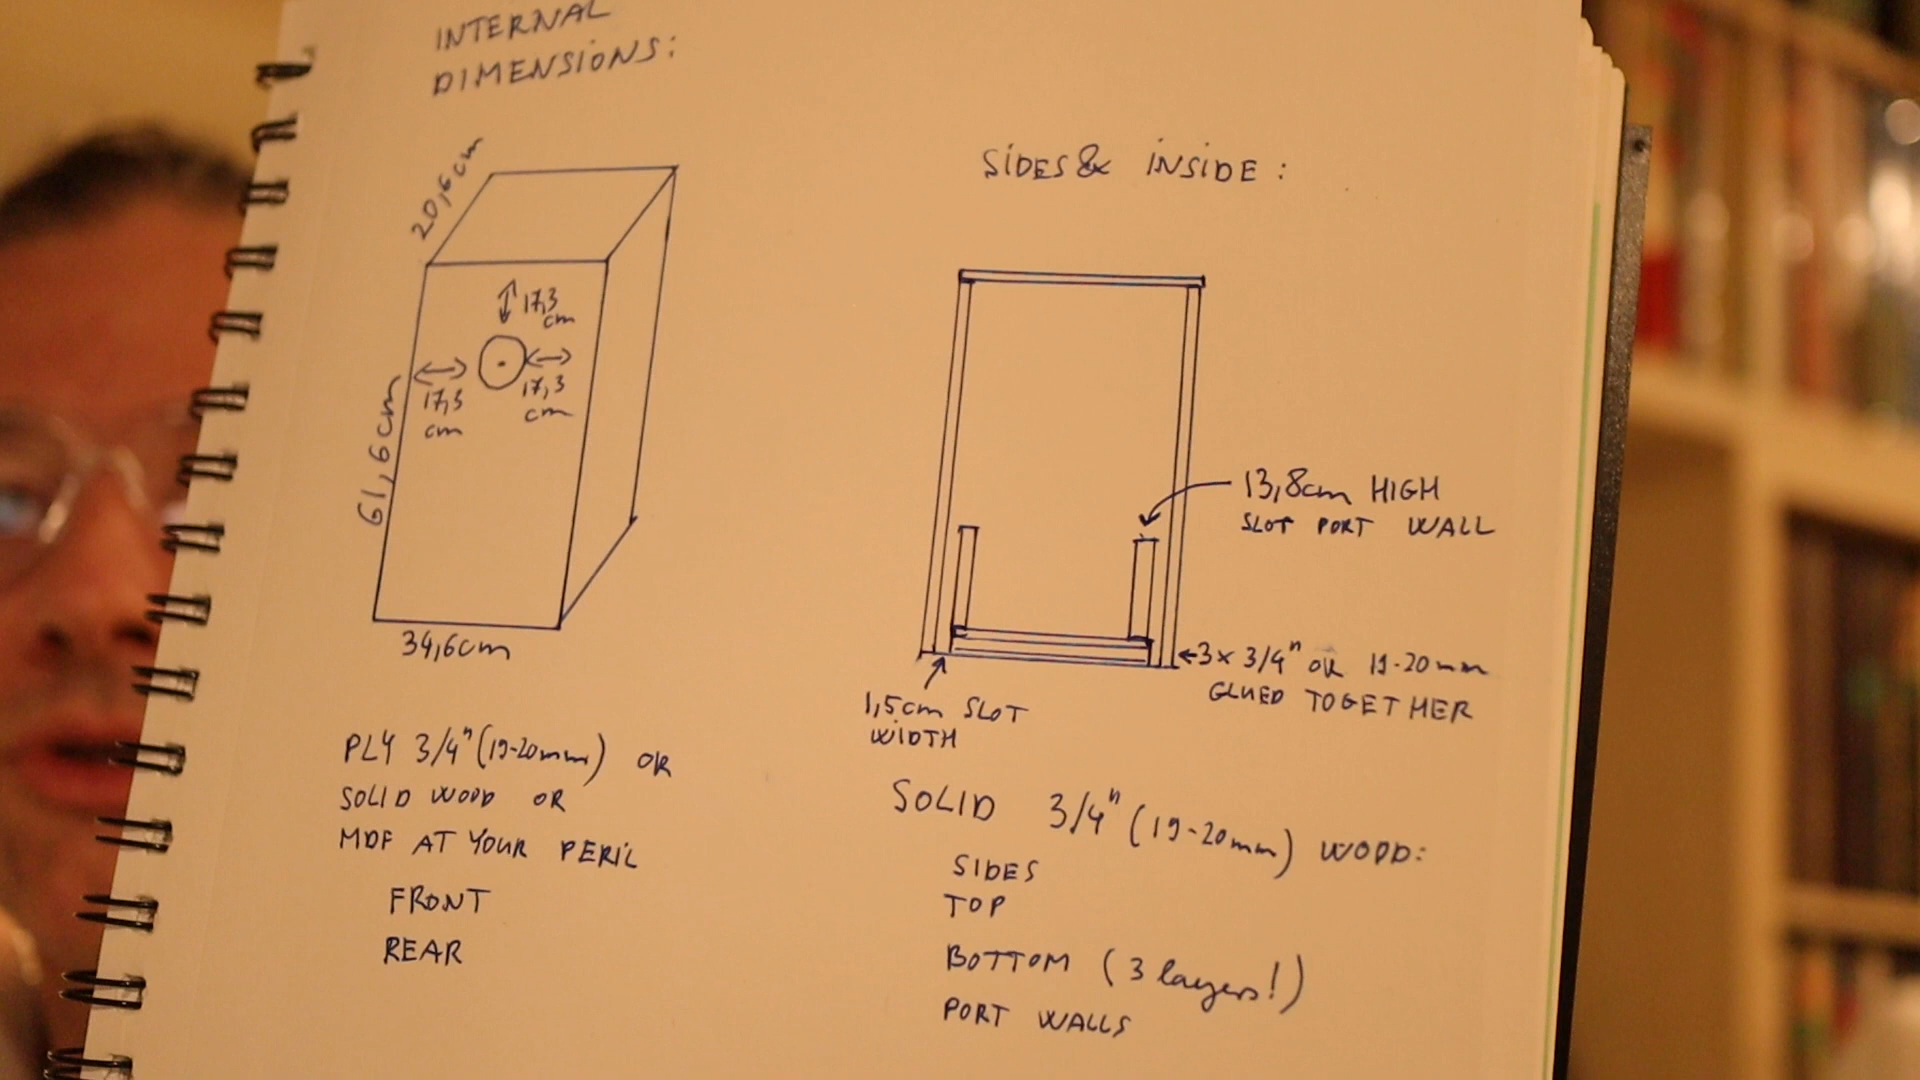 INTERNAL
DIMENSIONS:
20,6cm
17,3
cm
17,3
cm
17,3
cm
61,6cm
34,6cm
PLY 3/4" (19-20mm) OR
SOLID WOOD OR
MDF AT YOUR PERIL
FRONT
REAR
SIDES & INSIDE:
13,8cm HIGH
SLOT PORT WALL
←3x 3/4" OR 19-20mm
GLUED TOGETHER
1,5cm SLOT
WIDTH
SOLID 3/4" (19-20mm) WOOD:
SIDES
TOP
BOTTOM (3 layers!)
PORT WALLS